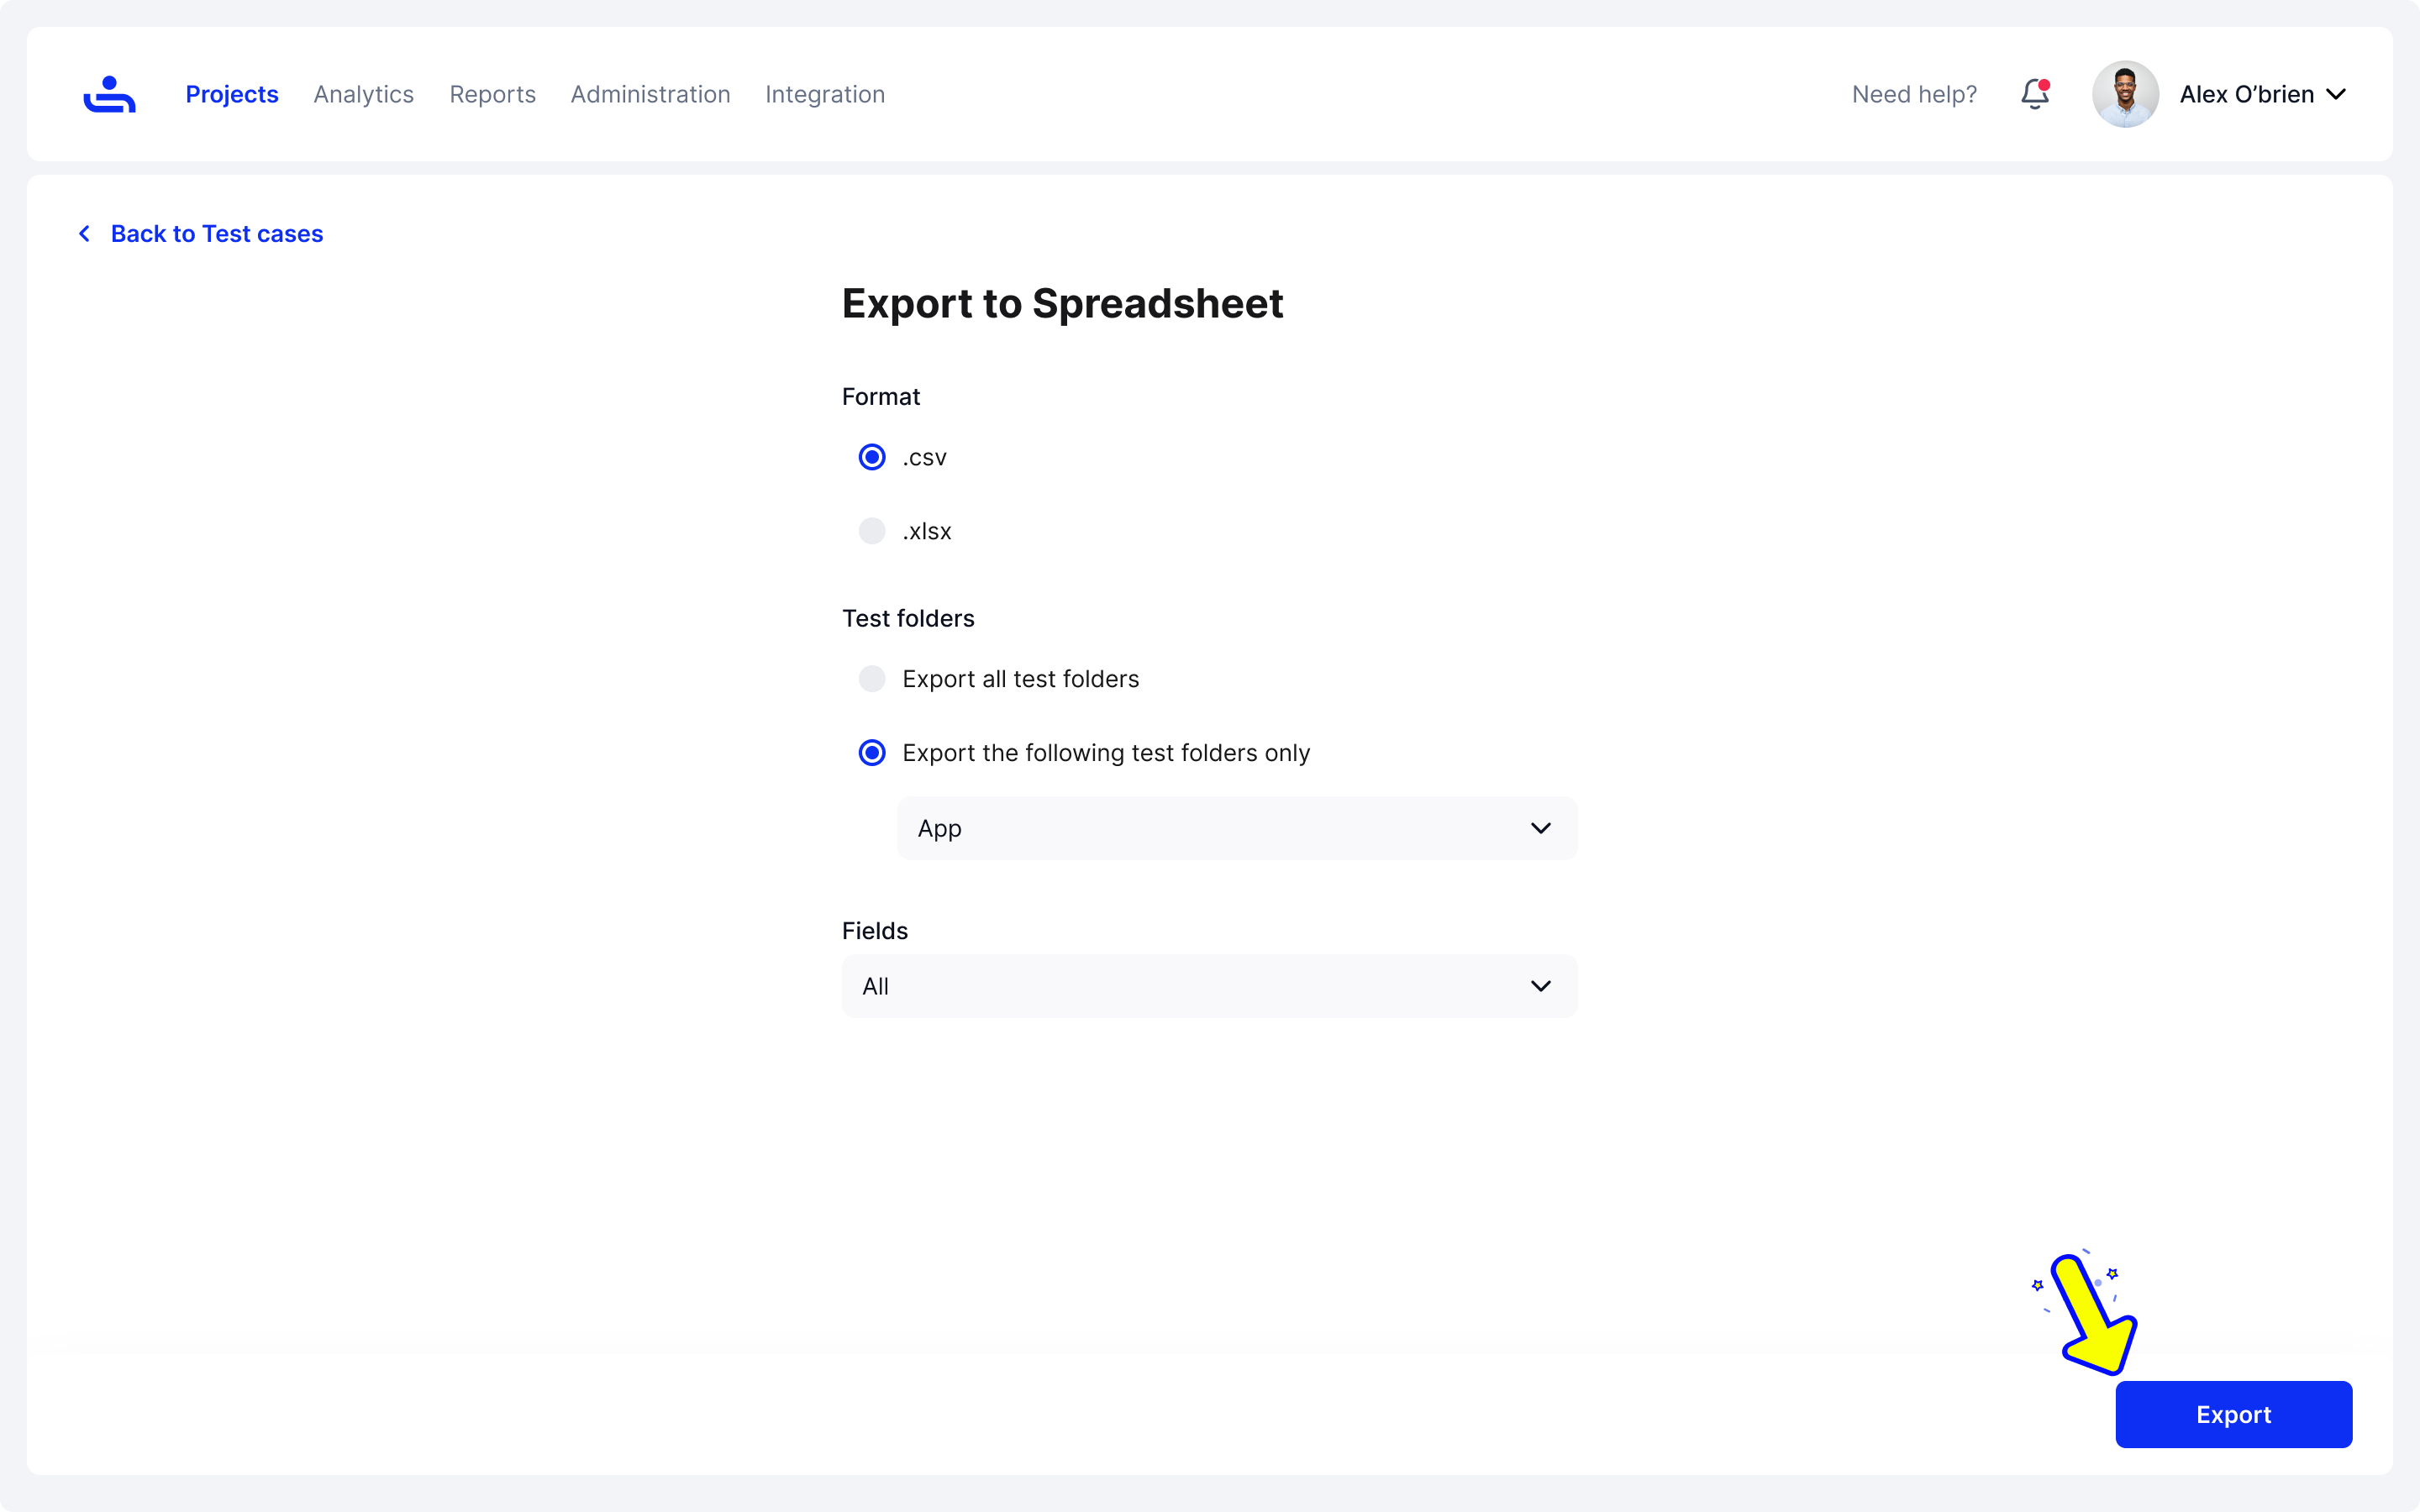 Projects Analytics Reports Administration Integration Need help? Alex O’brien
Back to Test cases
Export to Spreadsheet
Format
.csv
.xlsx
Test folders
Export all test folders
Export the following test folders only
App
Fields
All
Export